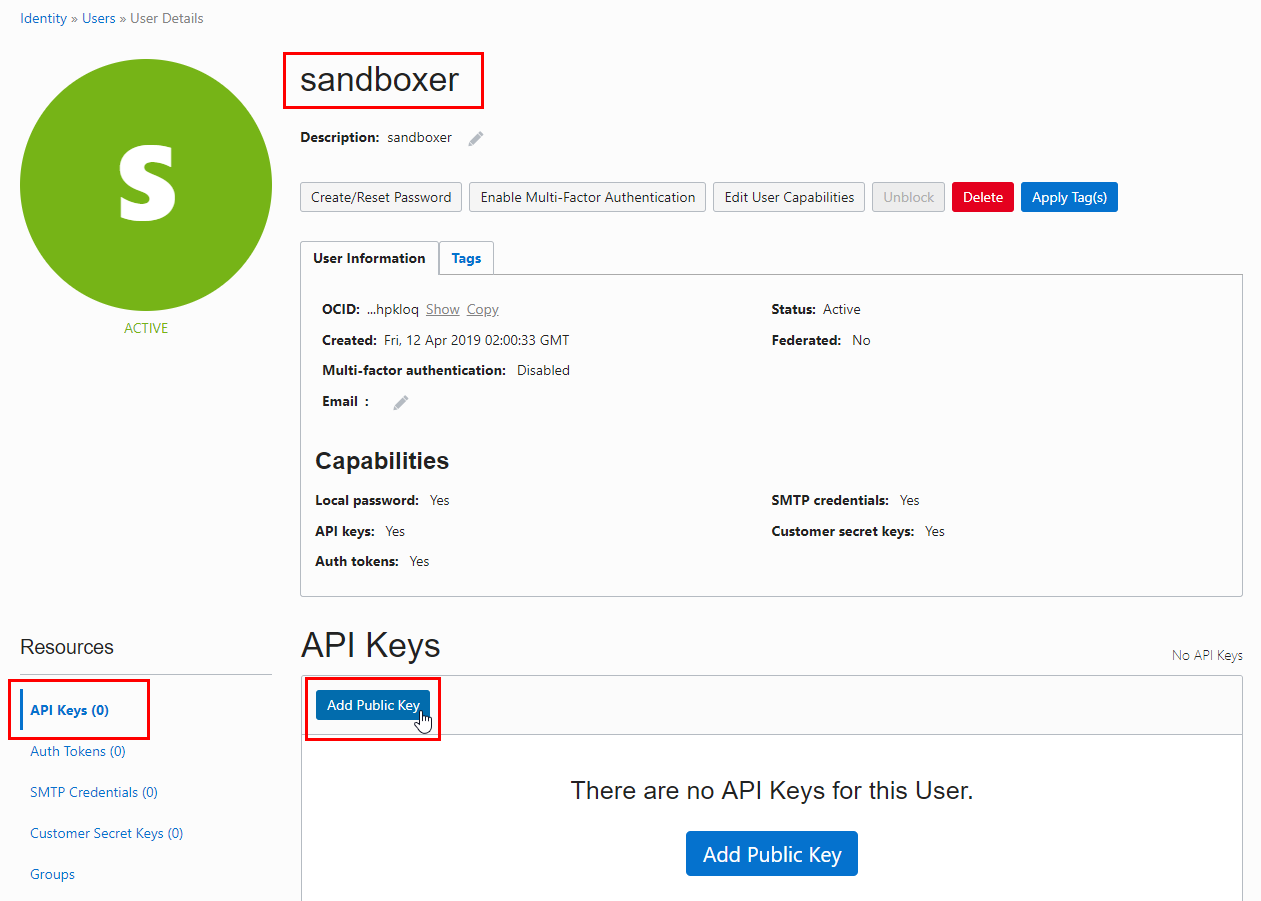 Identity » Users » User Details
S
ACTIVE
sandboxer
Description: sandboxer
Create/Reset Password Enable Multi-Factor Authentication Edit User Capabilities Unblock Delete Apply Tag(s)
User Information Tags
OCID: ...hpkloq Show Copy Status: Active
Created: Fri, 12 Apr 2019 02:00:33 GMT Federated: No
Multi-factor authentication: Disabled
Email :
Capabilities
Local password: Yes SMTP credentials: Yes
API keys: Yes Customer secret keys: Yes
Auth tokens: Yes
Resources
API Keys (0)
Auth Tokens (0)
SMTP Credentials (0)
Customer Secret Keys (0)
Groups
API Keys
No API Keys
Add Public Key
There are no API Keys for this User.
Add Public Key